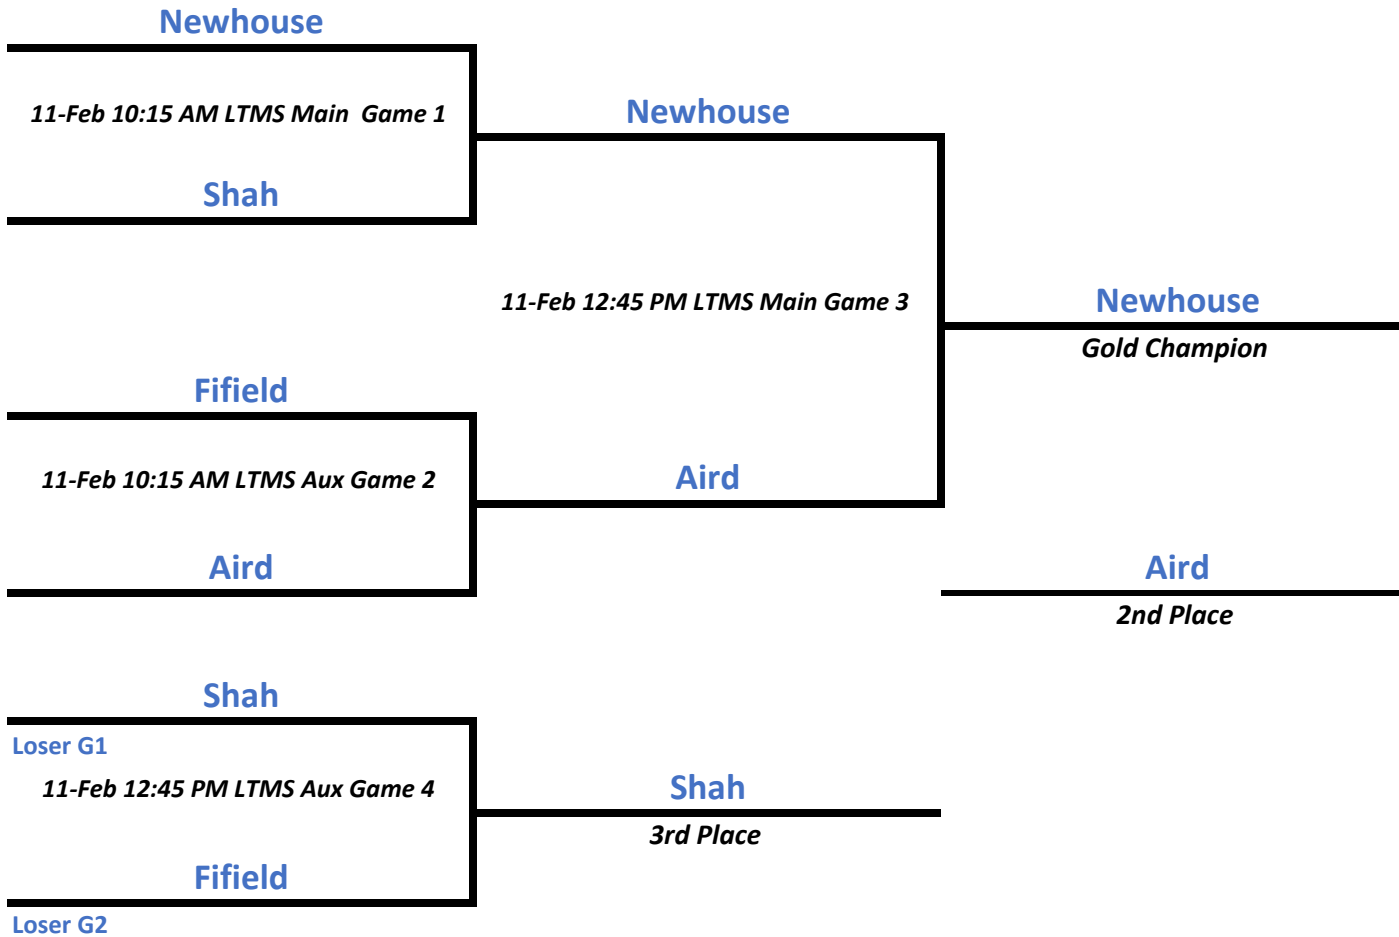 Newhouse
11-Feb 10:15 AM LTMS Main  Game 1
Newhouse
Shah
11-Feb 12:45 PM LTMS Main Game 3
Newhouse
Gold Champion
Fifield
11-Feb 10:15 AM LTMS Aux Game 2
Aird
Aird
Aird
2nd Place
Shah
Loser G1
11-Feb 12:45 PM LTMS Aux Game 4
Shah
3rd Place
Fifield
Loser G2